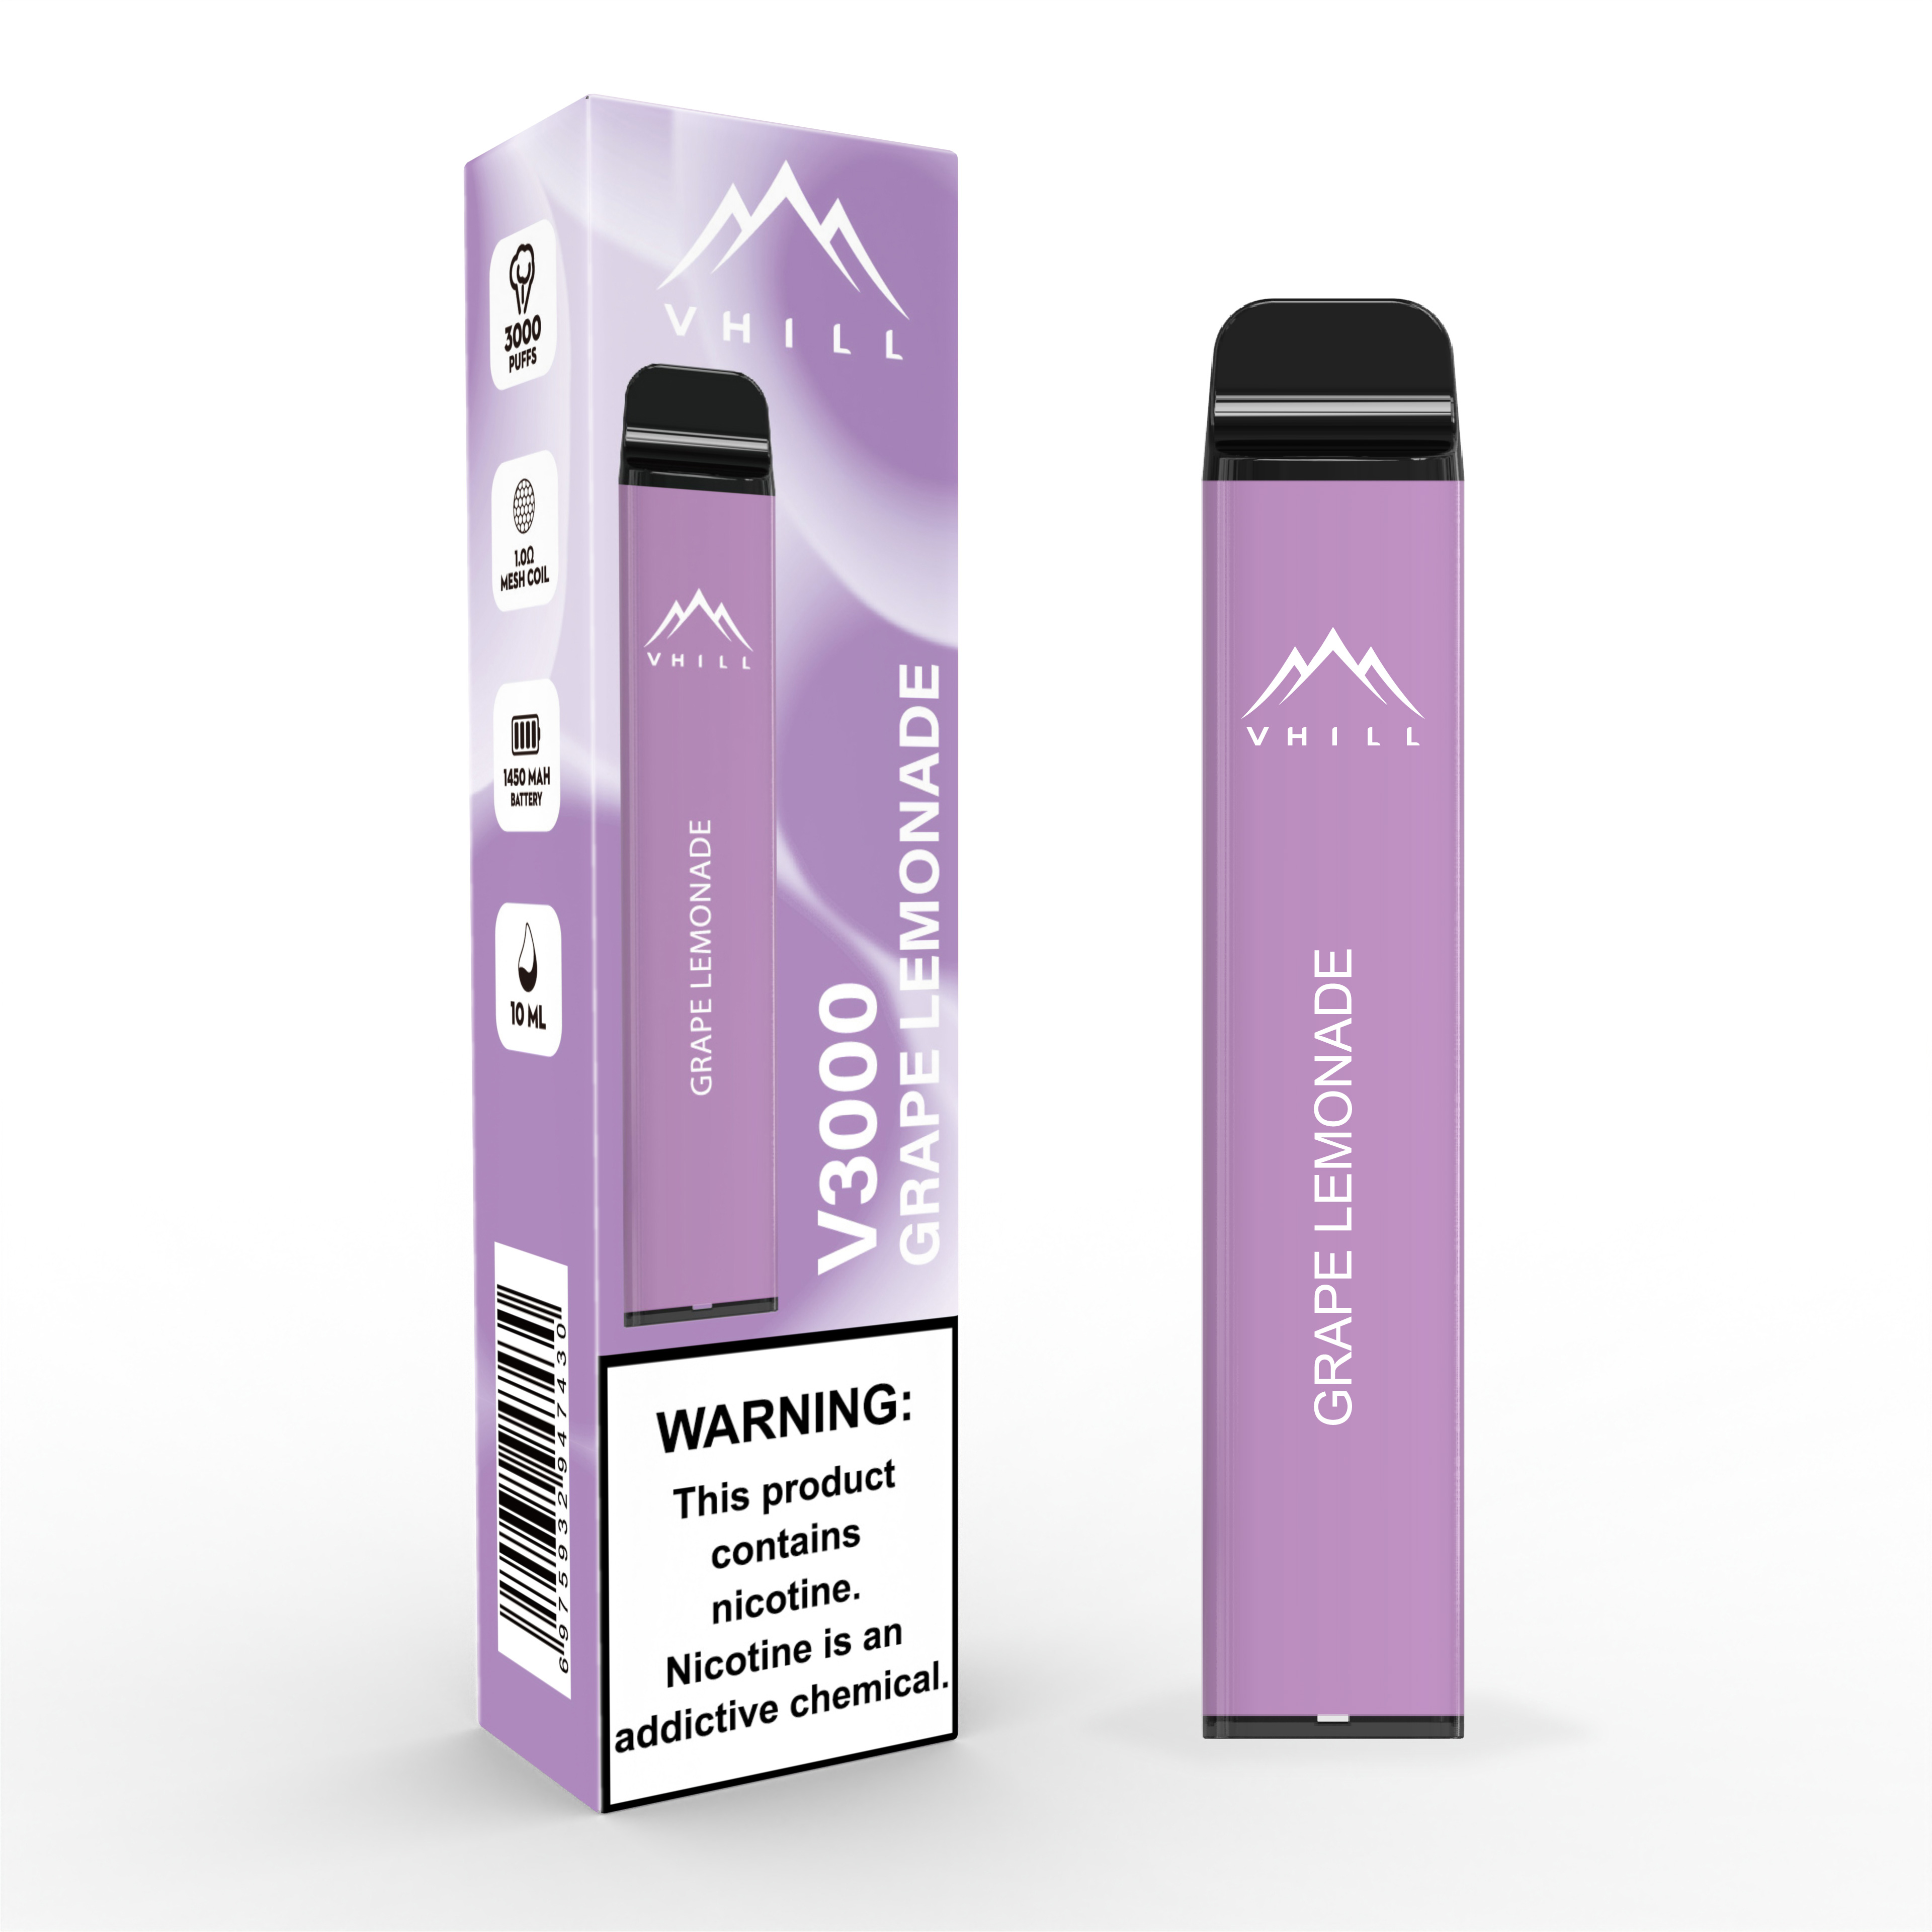 3000
PUFFS
1.0Ω
MESH COIL
1450 MAH
BATTERY
10 ML
6975932947430
VHILL
VHILL
GRAPE LEMONADE
V3000
GRAPE LEMONADE
WARNING:
This product
contains
nicotine.
Nicotine is an
addictive chemical.
VHILL
GRAPE LEMONADE